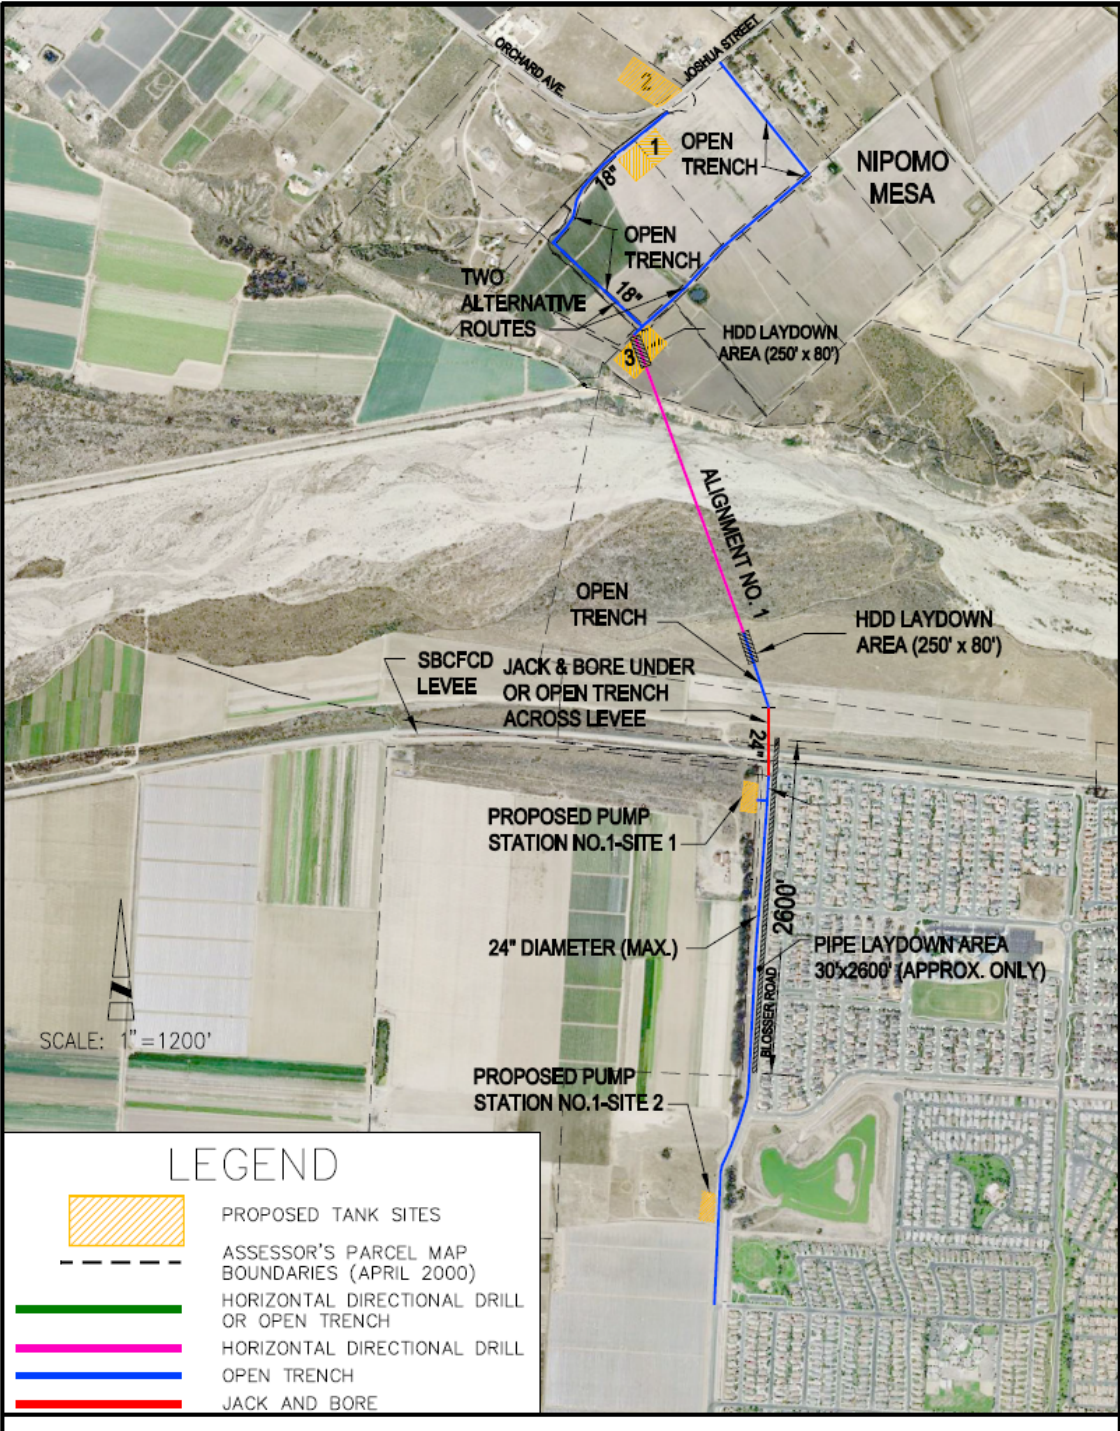 ORCHARD AVE.
JOSHUA STREET
2
1
OPEN
TRENCH
NIPOMO
MESA
18"
OPEN
TRENCH
TWO
ALTERNATIVE
ROUTES
18"
HDD LAYDOWN
AREA (250' x 80')
3
ALIGNMENT NO. 1
OPEN
TRENCH
HDD LAYDOWN
AREA (250' x 80')
SBCFCD
LEVEE
JACK & BORE UNDER
OR OPEN TRENCH
ACROSS LEVEE
24"
PROPOSED PUMP
STATION NO.1-SITE 1
2600'
24" DIAMETER (MAX.)
PIPE LAYDOWN AREA
30'x2600' (APPROX. ONLY)
BLOSSER ROAD
SCALE: 1"=1200'
PROPOSED PUMP
STATION NO.1-SITE 2
LEGEND
PROPOSED TANK SITES
ASSESSOR'S PARCEL MAP
BOUNDARIES (APRIL 2000)
HORIZONTAL DIRECTIONAL DRILL
OR OPEN TRENCH
HORIZONTAL DIRECTIONAL DRILL
OPEN TRENCH
JACK AND BORE